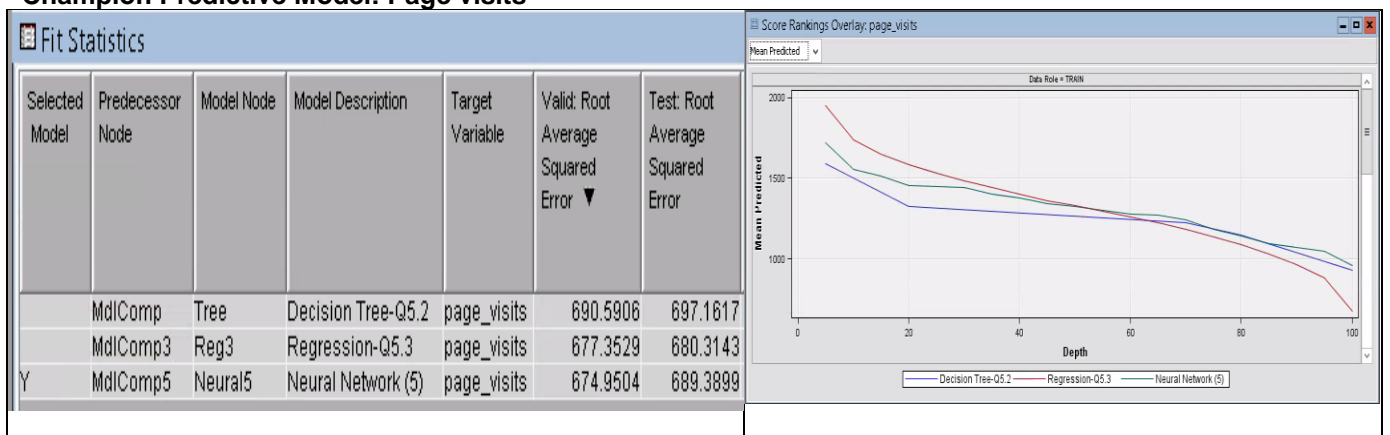 Champion Predictive Model: Page Visits
Fit Statistics
Selected Model
Predecessor Node
Model Node
Model Description
Target Variable
Valid: Root Average Squared Error ▼
Test: Root Average Squared Error
MdlComp Tree Decision Tree-Q5.2 page_visits 690.5906 697.1617
MdlComp3 Reg3 Regression-Q5.3 page_visits 677.3529 680.3143
Y MdlComp5 Neural5 Neural Network (5) page_visits 674.9504 689.3899
Score Rankings Overlay: page_visits
Mean Predicted
Data Role = TRAIN
2000
1500
1000
Mean Predicted
0 20 40 60 80 100
Depth
Decision Tree-Q5.2 Regression-Q5.3 Neural Network (5)